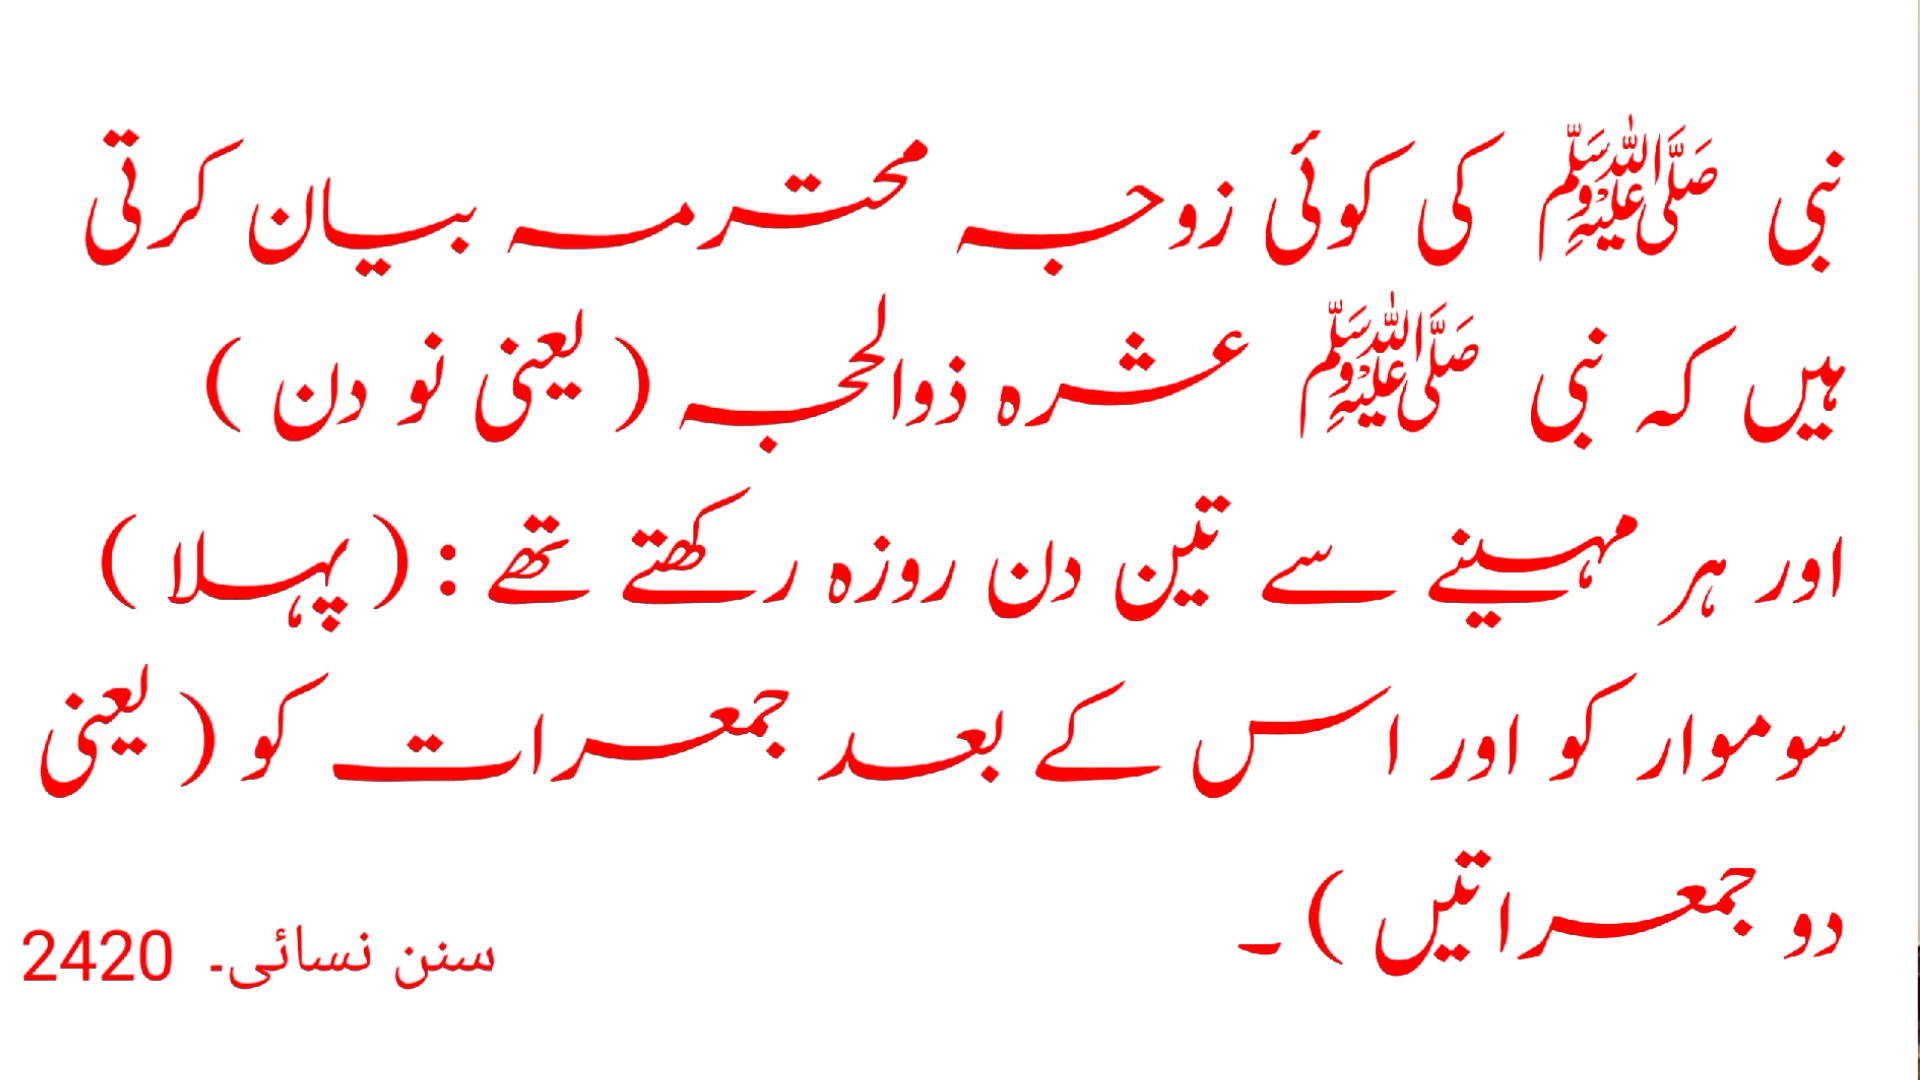 نبی ﷺ کی کوئی زوجہ محترمہ بیان کرتی
ہیں کہ نبی ﷺ عشرہ ذوالحجہ ( یعنی نو دن )
اور ہر مہینے سے تین دن روزہ رکھتے تھے : ( پہلا )
سوموار کو اور اس کے بعد جمعرات کو ( یعنی
دو جمعراتیں ) ۔
سنن نسائی۔ 2420